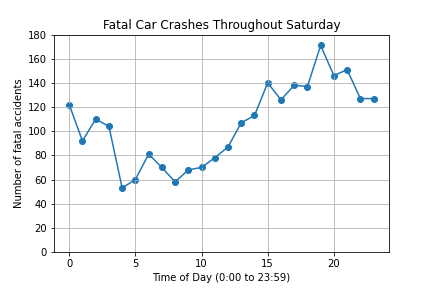 Fatal Car Crashes Throughout Saturday
Number of fatal accidents
180
160
140
120
100
80
60
40
20
0
0 5 10 15 20
Time of Day (0:00 to 23:59)